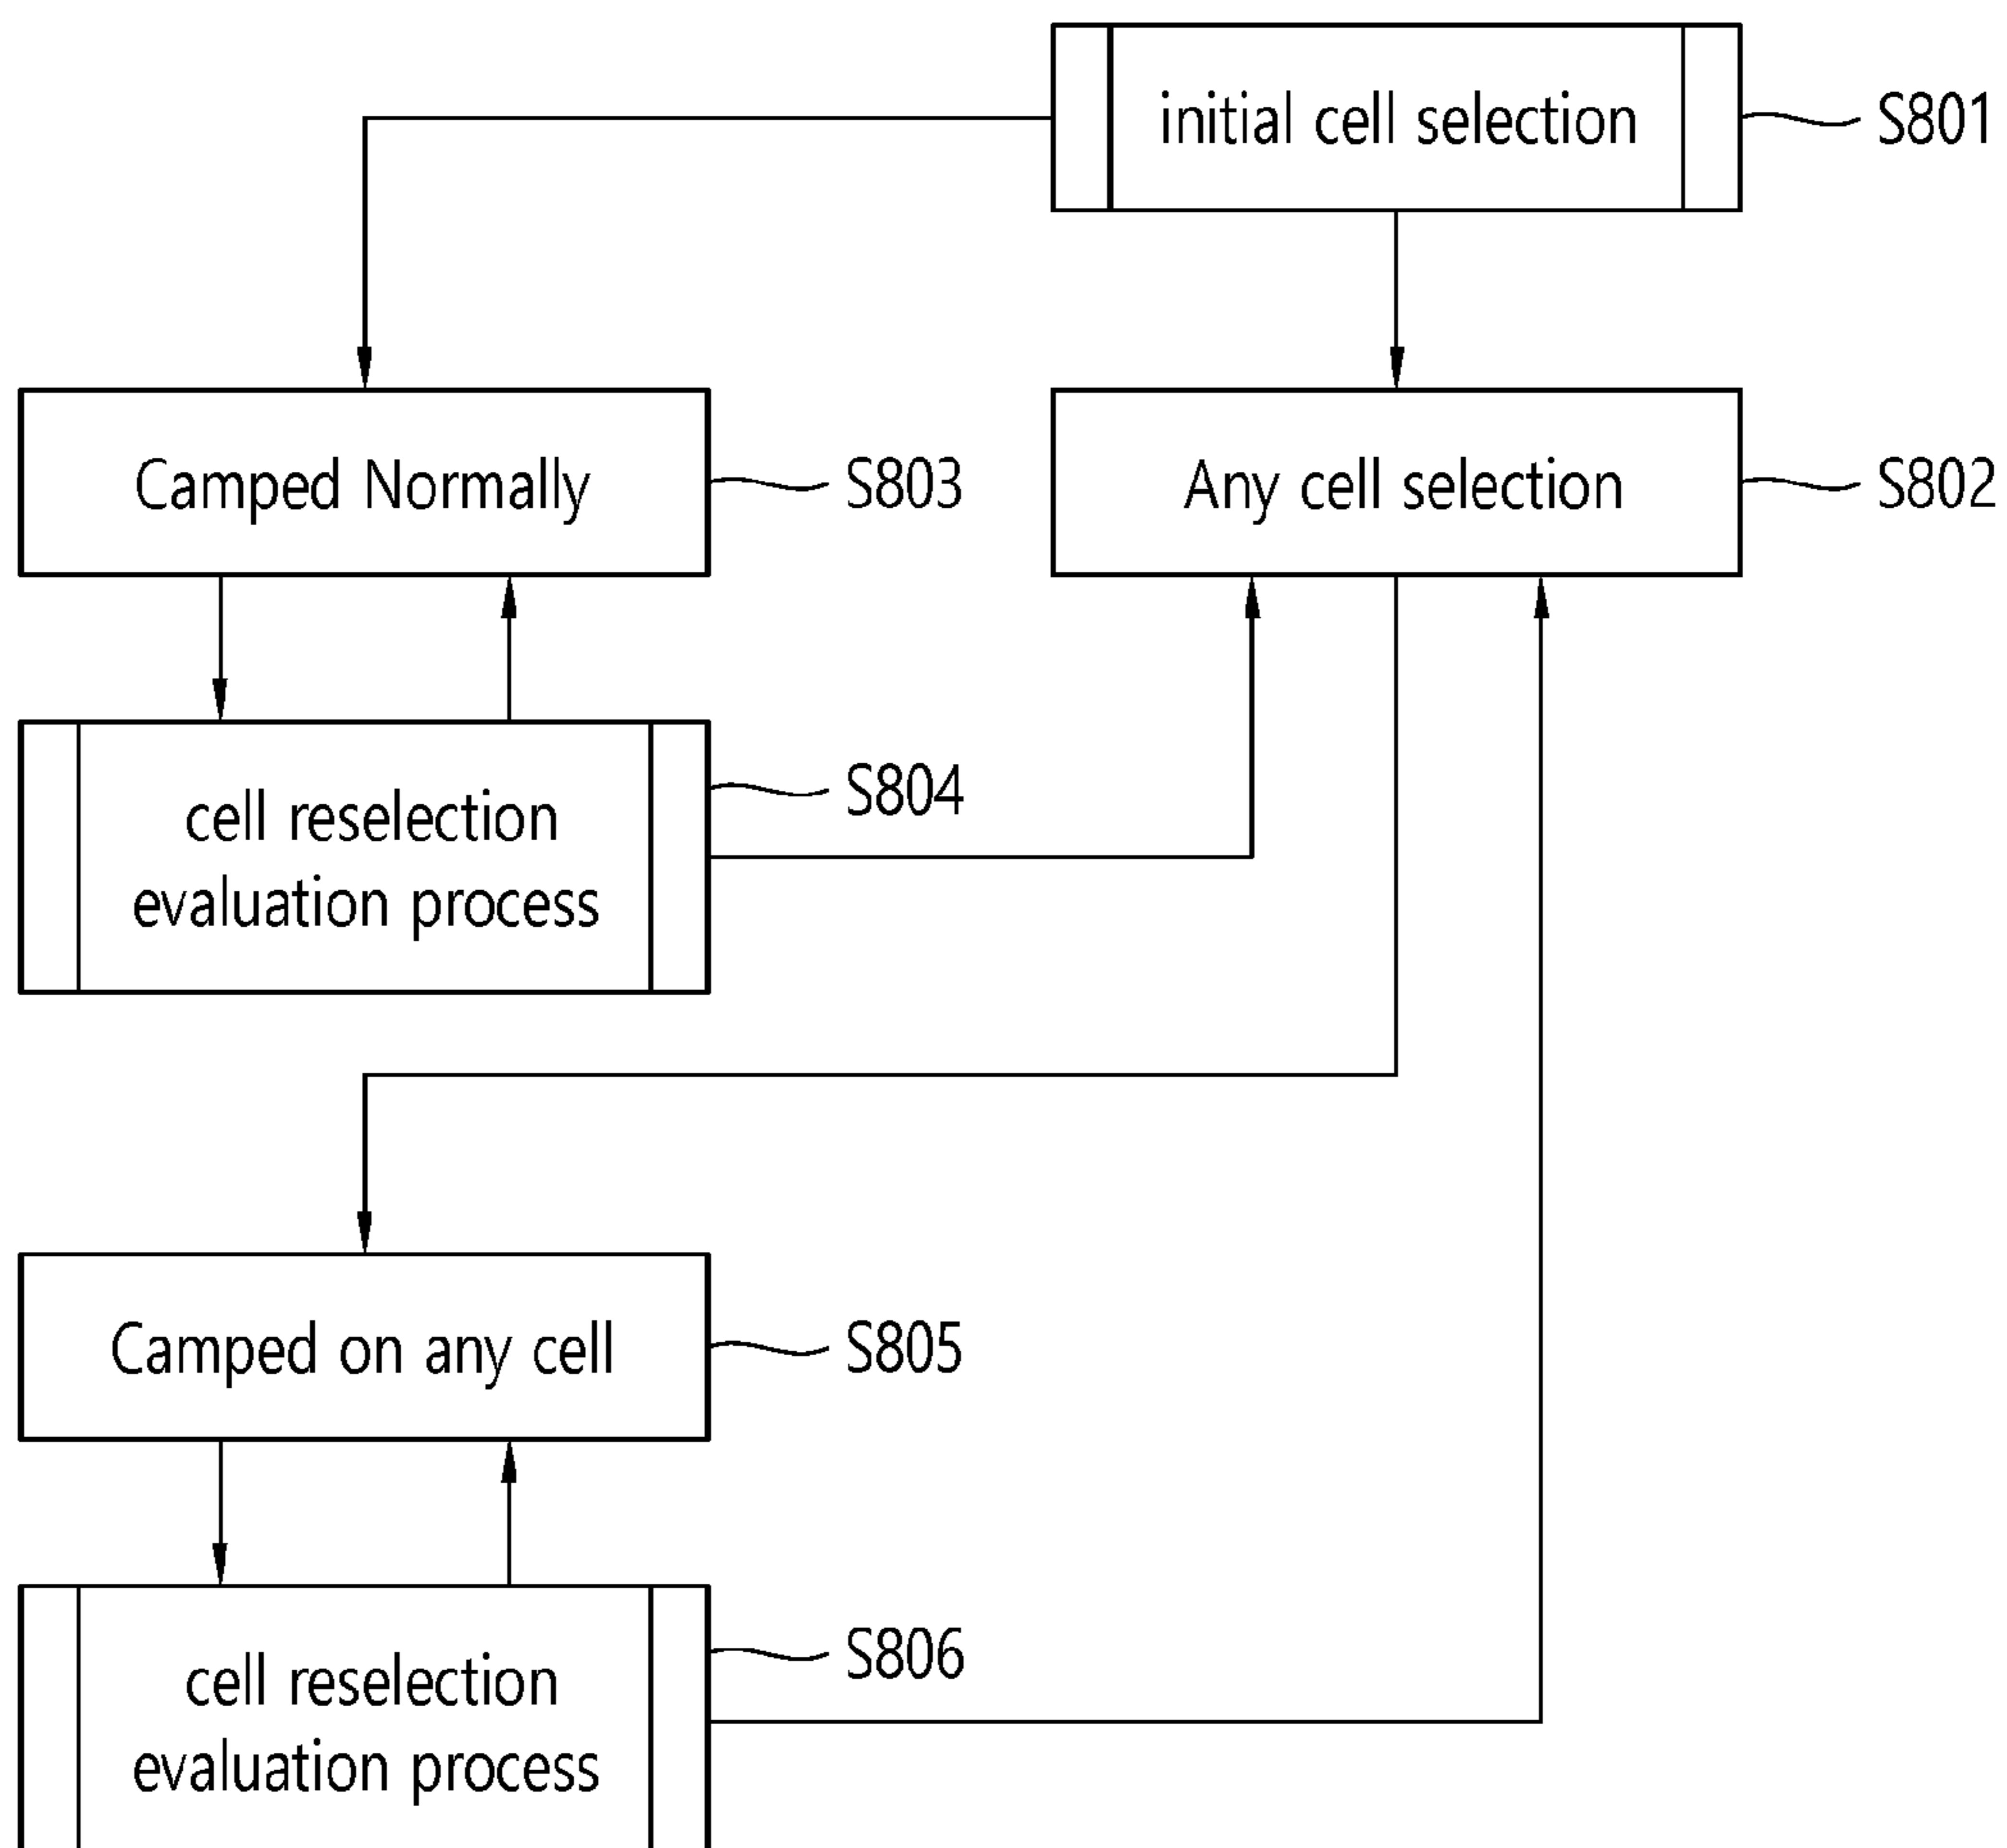 initial cell selection
S801
Camped Normally
S803
Any cell selection
S802
cell reselection
evaluation process
S804
Camped on any cell
S805
cell reselection
evaluation process
S806